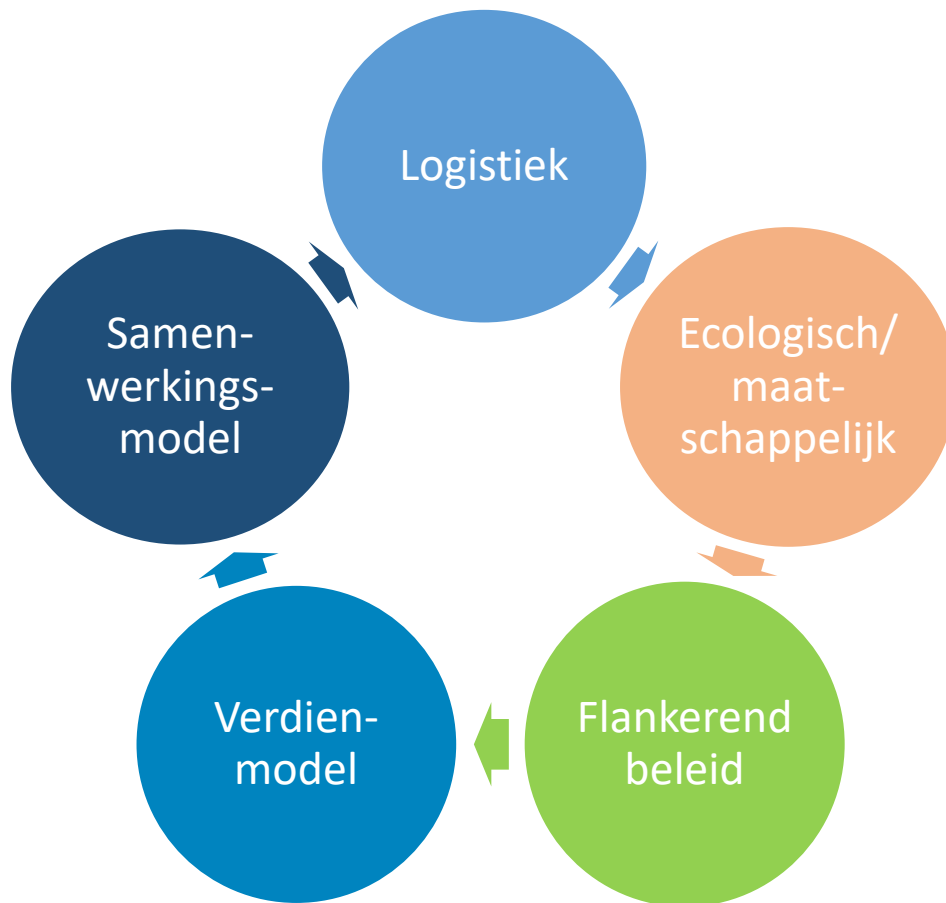 Logistiek
Ecologisch/
maat-
schappelijk
Flankerend
beleid
Verdien-
model
Samen-
werkings-
model